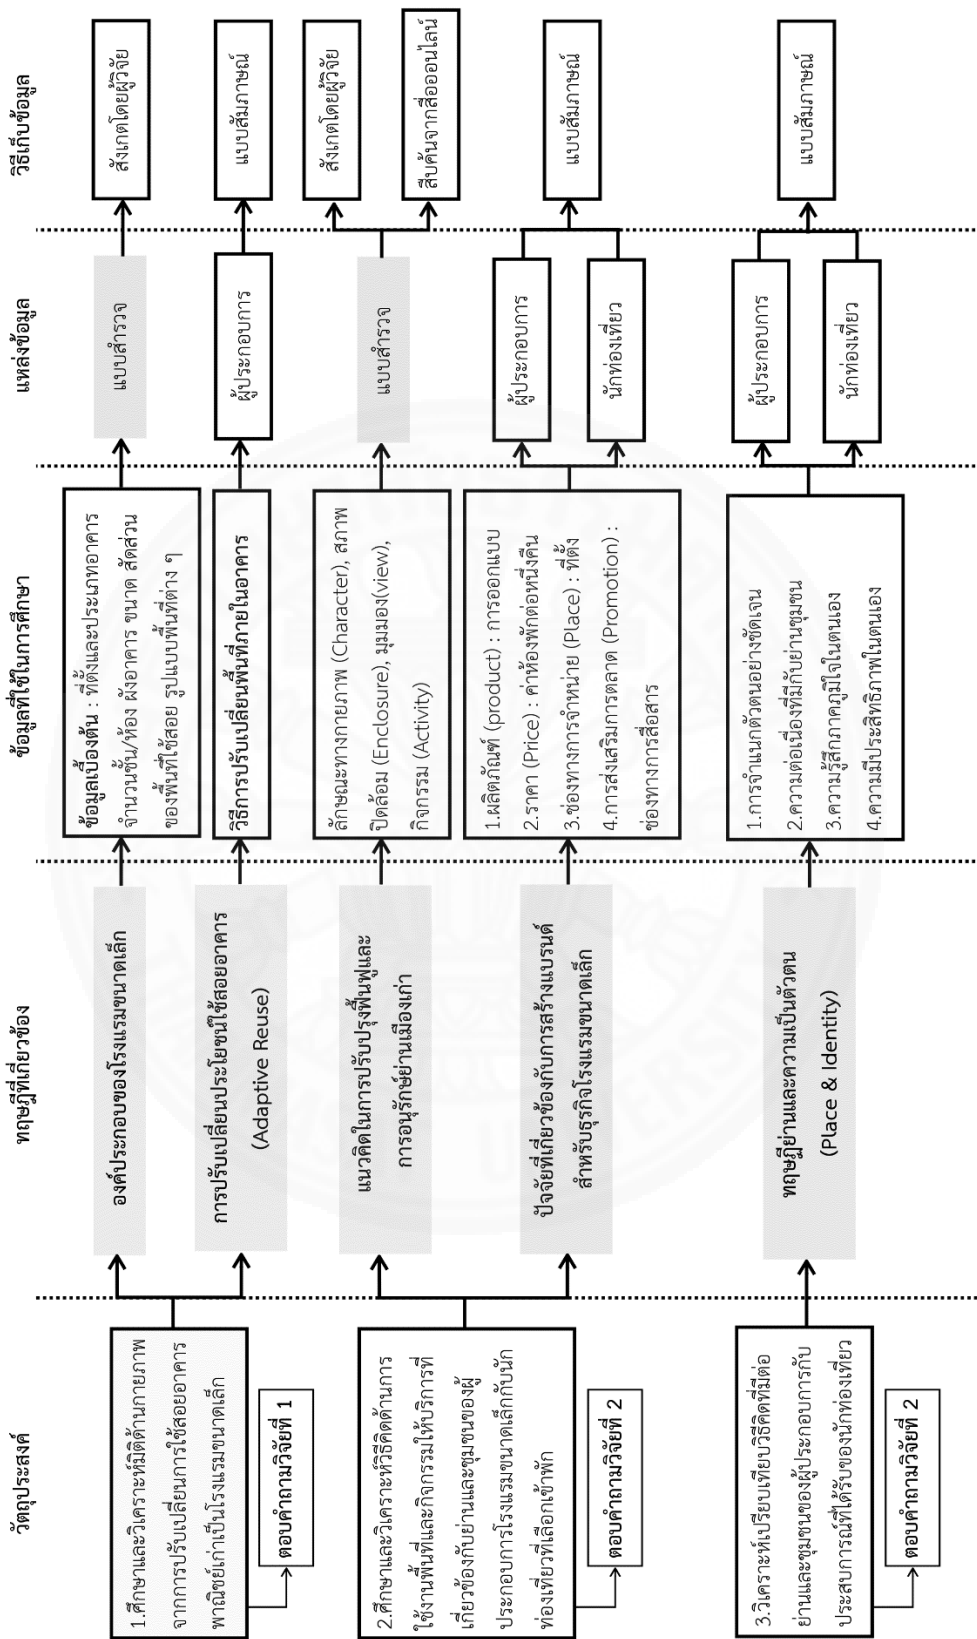 วัตถุประสงค์
ทฤษฎีที่เกี่ยวข้อง
ข้อมูลที่ใช้ในการศึกษา
แหล่งข้อมูล
วิธีเก็บข้อมูล
1.ศึกษาและวิเคราะห์มิติด้านกายภาพ
จากการปรับเปลี่ยนการใช้สอยอาคาร
พาณิชย์เก่าเป็นโรงแรมขนาดเล็ก
ตอบคำถามวิจัยที่ 1
องค์ประกอบของโรงแรมขนาดเล็ก
ข้อมูลเบื้องต้น : ที่ตั้งและประเภทอาคาร
จำนวนชั้น/ห้อง ผังอาคาร ขนาด สัดส่วน
ของพื้นที่ใช้สอย รูปแบบพื้นที่ต่าง ๆ
แบบสำรวจ
สังเกตโดยผู้วิจัย
การปรับเปลี่ยนประโยชน์ใช้สอยอาคาร
(Adaptive Reuse)
วิธีการปรับเปลี่ยนพื้นที่ภายในอาคาร
ผู้ประกอบการ
แบบสัมภาษณ์
2.ศึกษาและวิเคราะห์วิธีคิดด้านการ
ใช้งานพื้นที่และกิจกรรมให้บริการที่
เกี่ยวข้องกับย่านและชุมชนของผู้
ประกอบการโรงแรมขนาดเล็กกับนัก
ท่องเที่ยวที่เลือกเข้าพัก
ตอบคำถามวิจัยที่ 2
แนวคิดในการปรับปรุงฟื้นฟูและ
การอนุรักษ์ย่านเมืองเก่า
ลักษณะทางกายภาพ (Character), สภาพ
ปิดล้อม (Enclosure), มุมมอง(view),
กิจกรรม (Activity)
แบบสำรวจ
สังเกตโดยผู้วิจัย
สืบค้นจากสื่อออนไลน์
ปัจจัยที่เกี่ยวข้องกับการสร้างแบรนด์
สำหรับธุรกิจโรงแรมขนาดเล็ก
1.ผลิตภัณฑ์ (product) : การออกแบบ
2.ราคา (Price) : ค่าห้องพักต่อหนึ่งคืน
3.ช่องทางการจำหน่าย (Place) : ที่ตั้ง
4.การส่งเสริมการตลาด (Promotion) :
ช่องทางการสื่อสาร
ผู้ประกอบการ
นักท่องเที่ยว
แบบสัมภาษณ์
3.วิเคราะห์เปรียบเทียบวิธีคิดที่มีต่อ
ย่านและชุมชนของผู้ประกอบการกับ
ประสบการณ์ที่ได้รับของนักท่องเที่ยว
ตอบคำถามวิจัยที่ 2
ทฤษฎีย่านและความเป็นตัวตน
(Place & Identity)
1.การจำแนกตัวตนอย่างชัดเจน
2.ความต่อเนื่องที่มีกับย่านชุมชน
3.ความรู้สึกภาคภูมิใจในตนเอง
4.ความมีประสิทธิภาพในตนเอง
ผู้ประกอบการ
นักท่องเที่ยว
แบบสัมภาษณ์